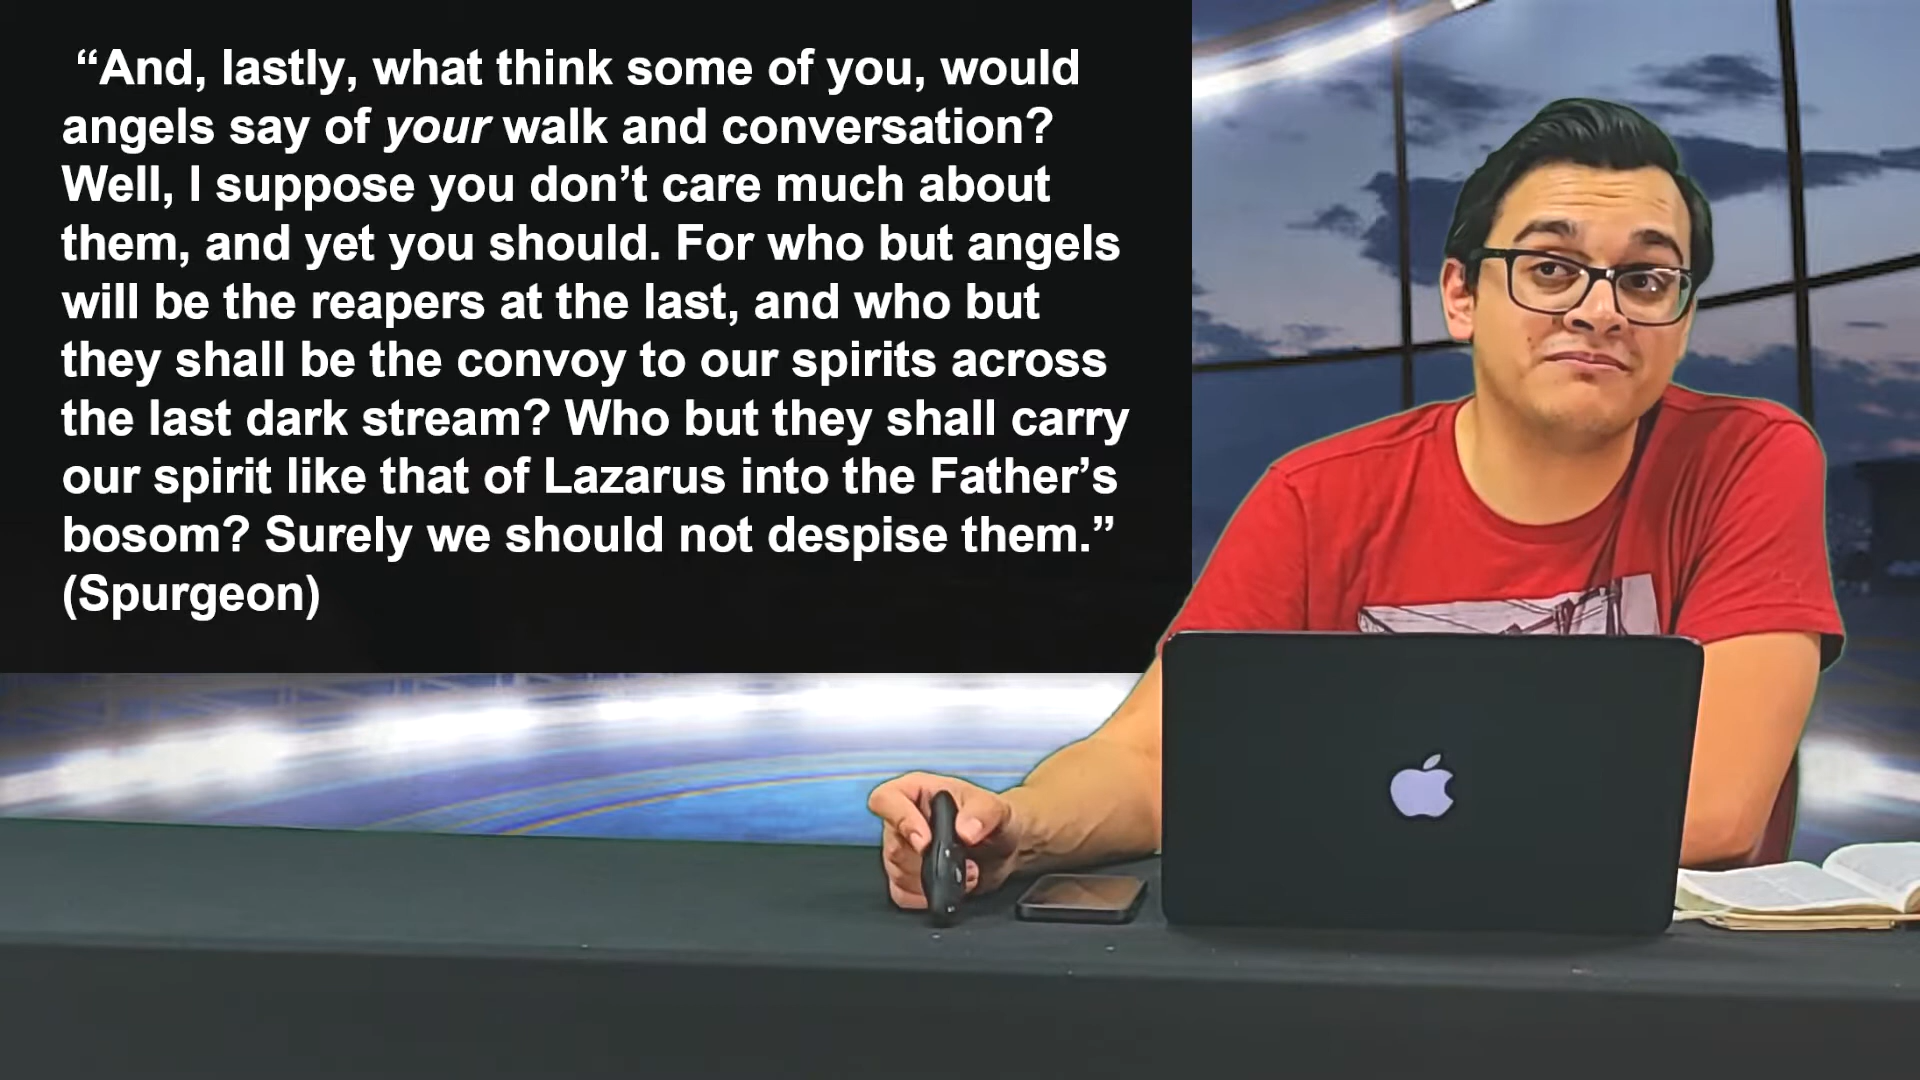 “And, lastly, what think some of you, would
angels say of your walk and conversation?
Well, I suppose you don’t care much about
them, and yet you should. For who but angels
will be the reapers at the last, and who but
they shall be the convoy to our spirits across
the last dark stream? Who but they shall carry
our spirit like that of Lazarus into the Father’s
bosom? Surely we should not despise them.”
(Spurgeon)